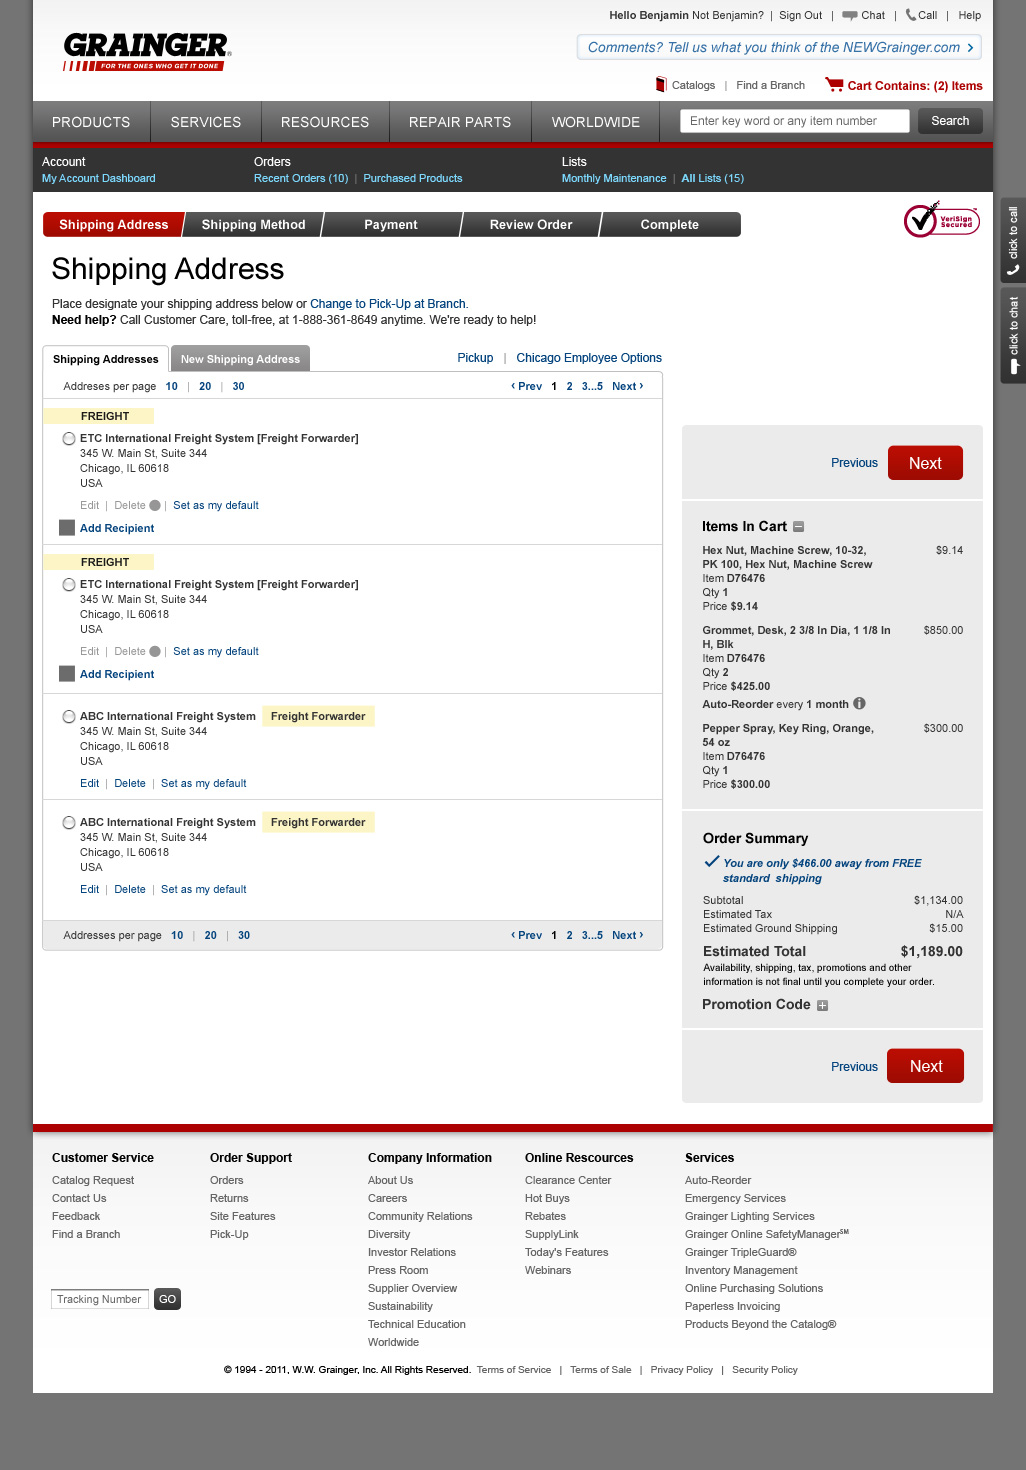 Hello Benjamin Not Benjamin? | Sign Out | Chat | Call | Help
GRAINGER®
FOR THE ONES WHO GET IT DONE
Comments? Tell us what you think of the NEWGrainger.com ›
Catalogs | Find a Branch Cart Contains: (2) Items
PRODUCTS SERVICES RESOURCES REPAIR PARTS WORLDWIDE Enter key word or any item number Search
Account Orders Lists
My Account Dashboard Recent Orders (10) | Purchased Products Monthly Maintenance | All Lists (15)
Shipping Address Shipping Method Payment Review Order Complete
VeriSign
Secured
click to call
click to chat
Shipping Address
Place designate your shipping address below or Change to Pick-Up at Branch.
Need help? Call Customer Care, toll-free, at 1-888-361-8649 anytime. We're ready to help!
Shipping Addresses New Shipping Address Pickup | Chicago Employee Options
Addreses per page 10 | 20 | 30 ‹ Prev 1 2 3...5 Next ›
FREIGHT
ETC International Freight System [Freight Forwarder]
345 W. Main St, Suite 344
Chicago, IL 60618
USA
Edit | Delete | Set as my default
Add Recipient
FREIGHT
ETC International Freight System [Freight Forwarder]
345 W. Main St, Suite 344
Chicago, IL 60618
USA
Edit | Delete | Set as my default
Add Recipient
ABC International Freight System Freight Forwarder
345 W. Main St, Suite 344
Chicago, IL 60618
USA
Edit | Delete | Set as my default
ABC International Freight System Freight Forwarder
345 W. Main St, Suite 344
Chicago, IL 60618
USA
Edit | Delete | Set as my default
Addresses per page 10 | 20 | 30 ‹ Prev 1 2 3...5 Next ›
Previous Next
Items In Cart
Hex Nut, Machine Screw, 10-32, $9.14
PK 100, Hex Nut, Machine Screw
Item D76476
Qty 1
Price $9.14
Grommet, Desk, 2 3/8 In Dia, 1 1/8 In $850.00
H, Blk
Item D76476
Qty 2
Price $425.00
Auto-Reorder every 1 month i
Pepper Spray, Key Ring, Orange, $300.00
54 oz
Item D76476
Qty 1
Price $300.00
Order Summary
You are only $466.00 away from FREE
standard shipping
Subtotal $1,134.00
Estimated Tax N/A
Estimated Ground Shipping $15.00
Estimated Total $1,189.00
Availability, shipping, tax, promotions and other
information is not final until you complete your order.
Promotion Code
Previous Next
Customer Service
Catalog Request
Contact Us
Feedback
Find a Branch
Tracking Number GO
Order Support
Orders
Returns
Site Features
Pick-Up
Company Information
About Us
Careers
Community Relations
Diversity
Investor Relations
Press Room
Supplier Overview
Sustainability
Technical Education
Worldwide
Online Rescources
Clearance Center
Hot Buys
Rebates
SupplyLink
Today's Features
Webinars
Services
Auto-Reorder
Emergency Services
Grainger Lighting Services
Grainger Online SafetyManager℠
Grainger TripleGuard®
Inventory Management
Online Purchasing Solutions
Paperless Invoicing
Products Beyond the Catalog®
© 1994 - 2011, W.W. Grainger, Inc. All Rights Reserved. Terms of Service | Terms of Sale | Privacy Policy | Security Policy